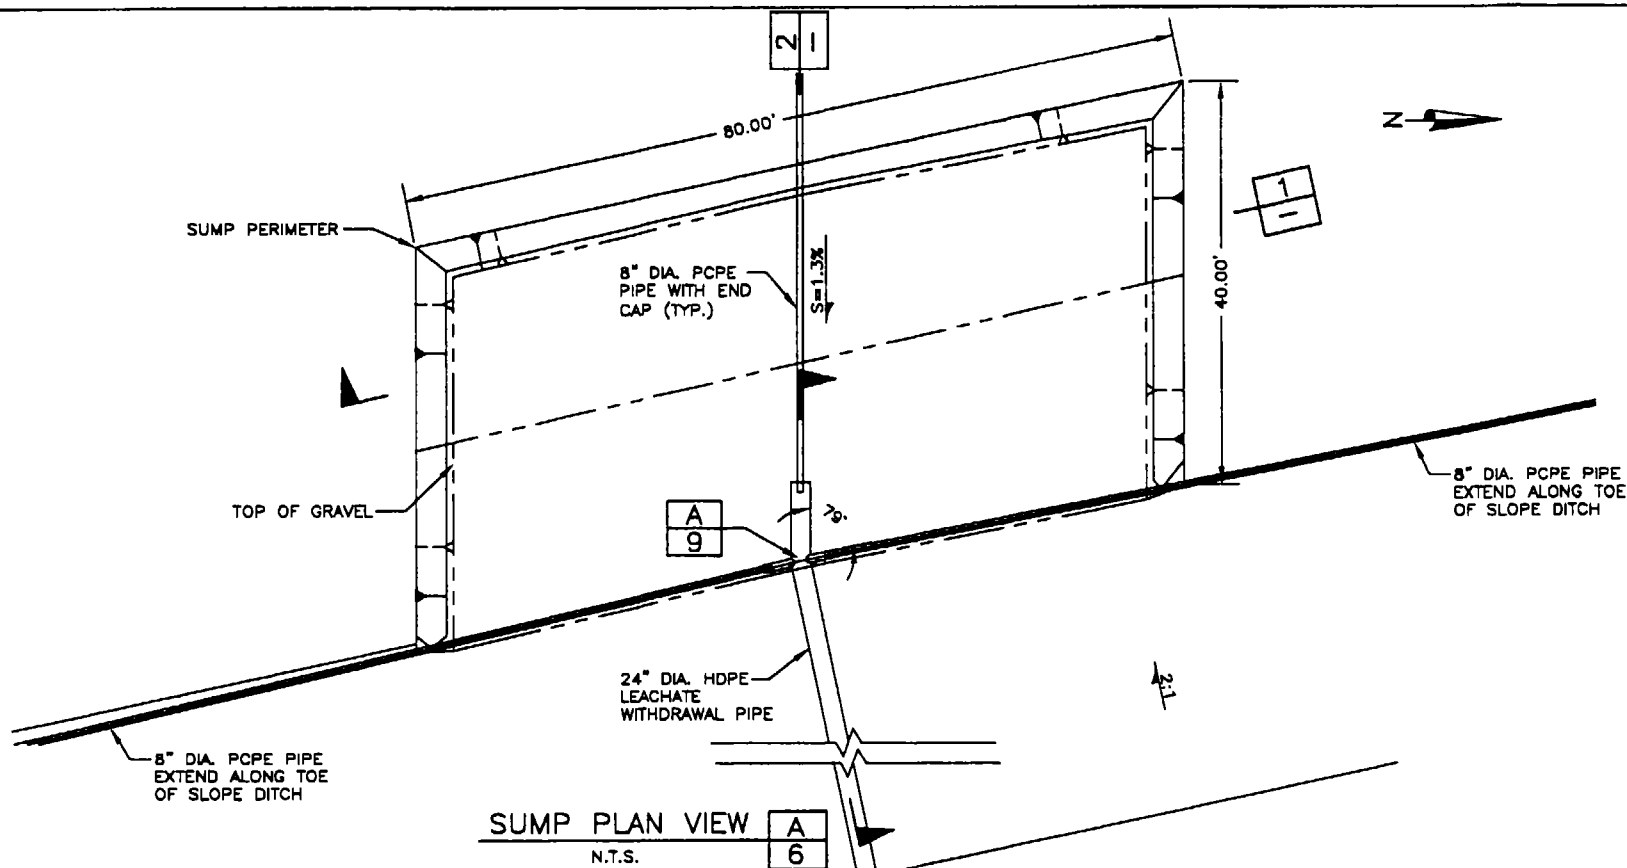 2
1
80.00'
N
1
SUMP PERIMETER
8" DIA. PCPE
PIPE WITH END
CAP (TYP.)
S=1.3%
40.00'
TOP OF GRAVEL
A
9
79°
8" DIA. PCPE PIPE
EXTEND ALONG TOE
OF SLOPE DITCH
24" DIA. HDPE
LEACHATE
WITHDRAWAL PIPE
2:1
8" DIA. PCPE PIPE
EXTEND ALONG TOE
OF SLOPE DITCH
SUMP PLAN VIEW
A
6
N.T.S.